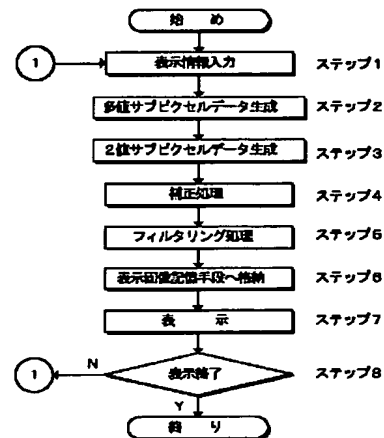 始 め
1
表示情報入力 ステップ1
多値サブピクセルデータ生成 ステップ2
2値サブピクセルデータ生成 ステップ3
補正処理 ステップ4
フィルタリング処理 ステップ5
表示画像記憶手段へ格納 ステップ6
表 示 ステップ7
1 N 表示終了 ステップ8
Y
終 り